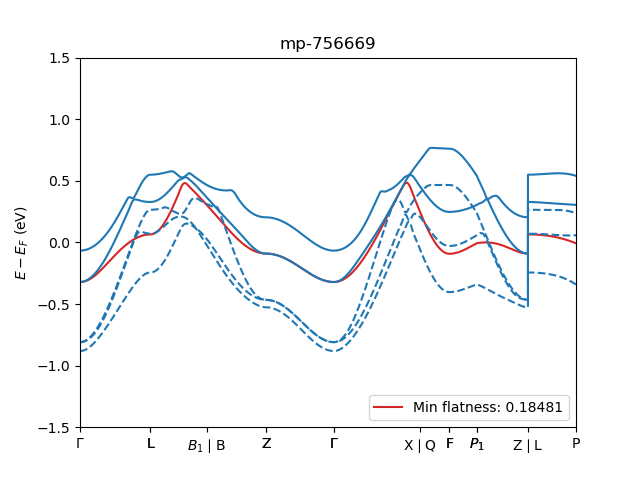 mp-756669
E − E_F (eV)
1.5
1.0
0.5
0.0
−0.5
−1.0
−1.5
Min flatness: 0.18481
Γ L B₁ | B Z Γ X | Q F P₁ Z | L P